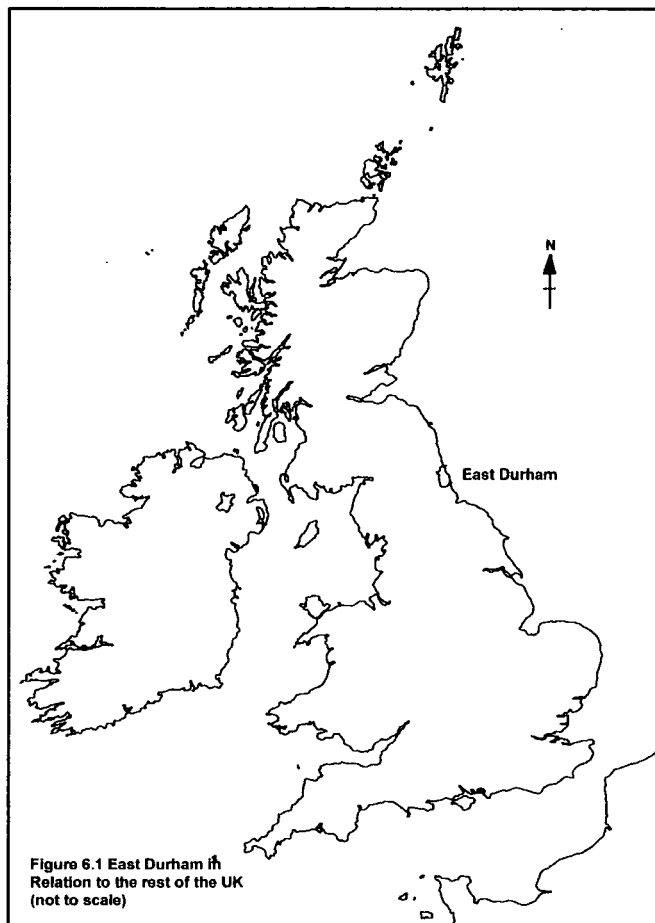 N
East Durham
Figure 6.1 East Durham in
Relation to the rest of the UK
(not to scale)